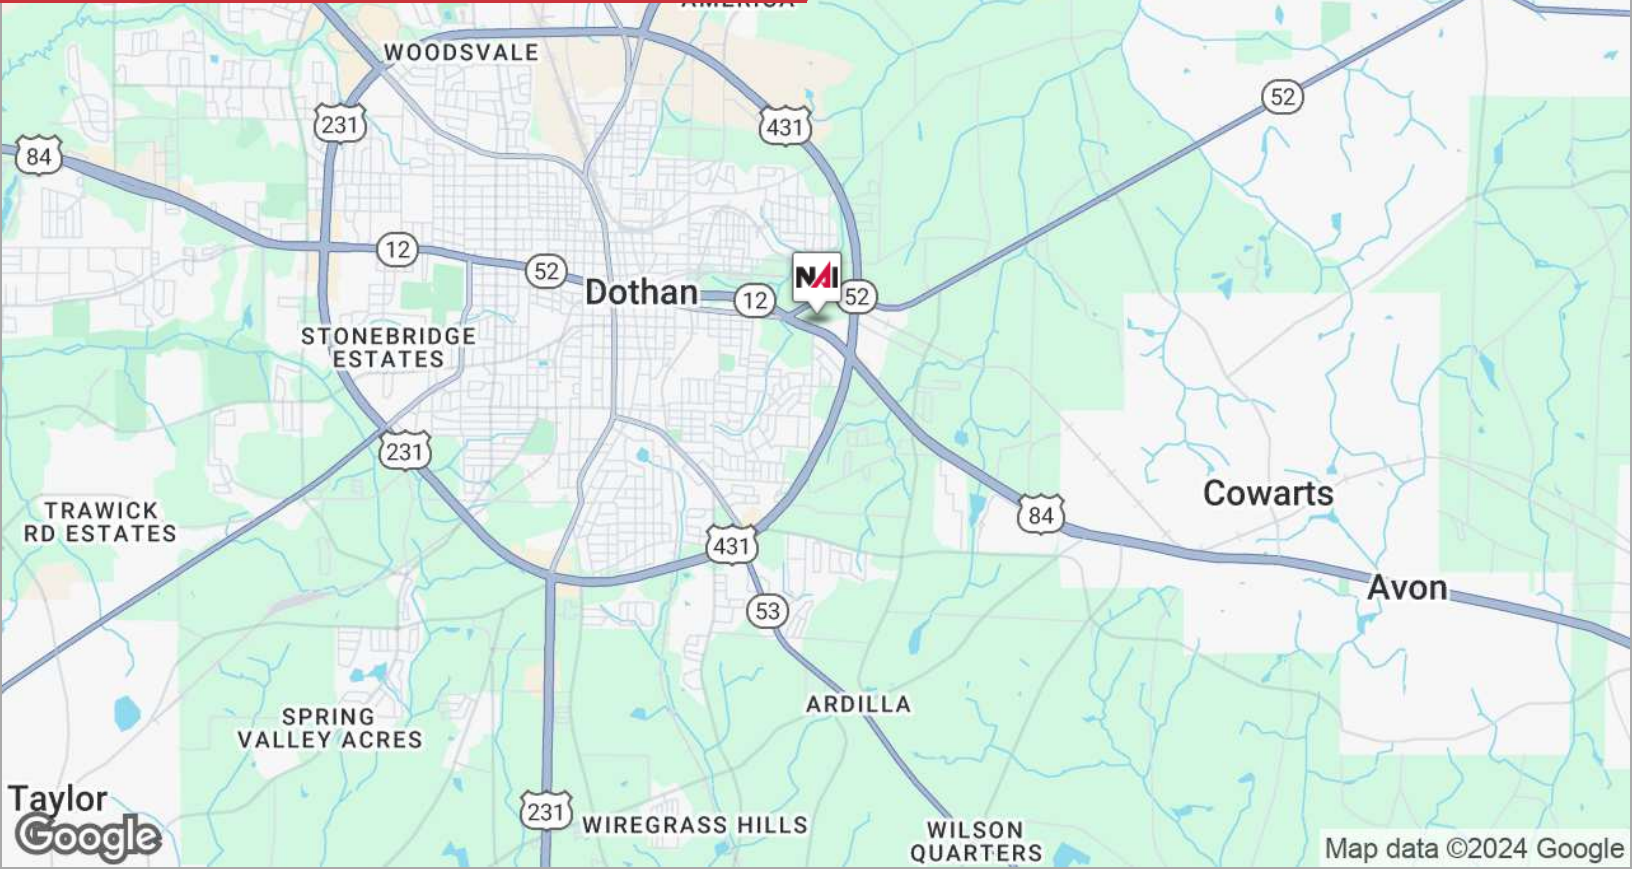 AMERICA
WOODSVALE
52
231
431
84
12
52
Dothan
12
NAI
52
STONEBRIDGE
ESTATES
231
TRAWICK
RD ESTATES
Cowarts
84
431
Avon
53
ARDILLA
SPRING
VALLEY ACRES
Taylor
231
WIREGRASS HILLS
WILSON
QUARTERS
Google
Map data ©2024 Google